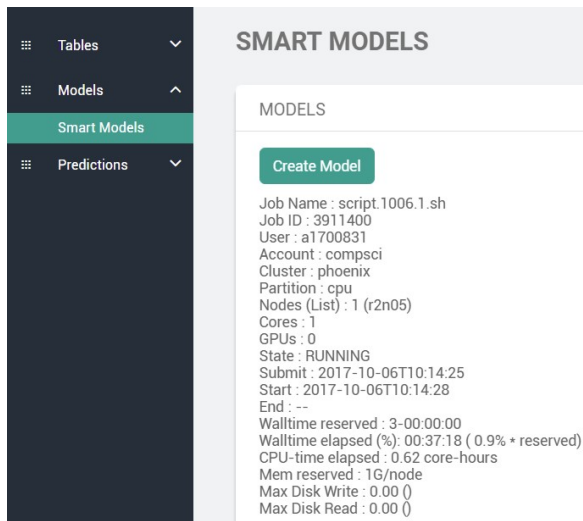 Tables
Models
Smart Models
Predictions
SMART MODELS
MODELS
Create Model
Job Name : script.1006.1.sh
Job ID : 3911400
User : a1700831
Account : compsci
Cluster : phoenix
Partition : cpu
Nodes (List) : 1 (r2n05)
Cores : 1
GPUs : 0
State : RUNNING
Submit : 2017-10-06T10:14:25
Start : 2017-10-06T10:14:28
End : --
Walltime reserved : 3-00:00:00
Walltime elapsed (%): 00:37:18 ( 0.9% * reserved)
CPU-time elapsed : 0.62 core-hours
Mem reserved : 1G/node
Max Disk Write : 0.00 ()
Max Disk Read : 0.00 ()